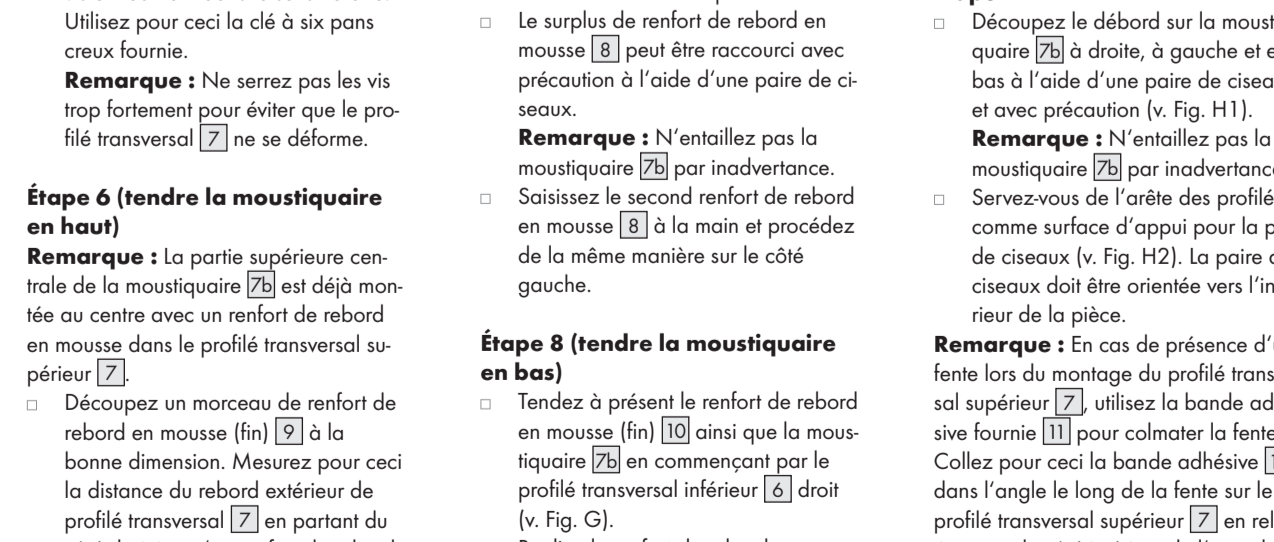 Utilisez pour ceci la clé à six pans
creux fournie.
Remarque : Ne serrez pas les vis
trop fortement pour éviter que le pro-
filé transversal 7 ne se déforme.
Étape 6 (tendre la moustiquaire
en haut)
Remarque : La partie supérieure cen-
trale de la moustiquaire 7b est déjà mon-
tée au centre avec un renfort de rebord
en mousse dans le profilé transversal su-
périeur 7.
□ Découpez un morceau de renfort de
rebord en mousse (fin) 9 à la
bonne dimension. Mesurez pour ceci
la distance du rebord extérieur de
profilé transversal 7 en partant du
□ Le surplus de renfort de rebord en
mousse 8 peut être raccourci avec
précaution à l'aide d'une paire de ci-
seaux.
Remarque : N'entaillez pas la
moustiquaire 7b par inadvertance.
□ Saisissez le second renfort de rebord
en mousse 8 à la main et procédez
de la même manière sur le côté
gauche.
Étape 8 (tendre la moustiquaire
en bas)
□ Tendez à présent le renfort de rebord
en mousse (fin) 10 ainsi que la mous-
tiquaire 7b en commençant par le
profilé transversal inférieur 6 droit
(v. Fig. G).
□ Découpez le débord sur la moust
quaire 7b à droite, à gauche et e
bas à l'aide d'une paire de cisea
et avec précaution (v. Fig. H1).
Remarque : N'entaillez pas la
moustiquaire 7b par inadvertance
□ Servez-vous de l'arête des profilé
comme surface d'appui pour la p
de ciseaux (v. Fig. H2). La paire
ciseaux doit être orientée vers l'in
rieur de la pièce.
Remarque : En cas de présence d'u
fente lors du montage du profilé trans
sal supérieur 7, utilisez la bande ad
sive fournie 11 pour colmater la fente
Collez pour ceci la bande adhésive
dans l'angle le long de la fente sur le
profilé transversal supérieur 7 en rel